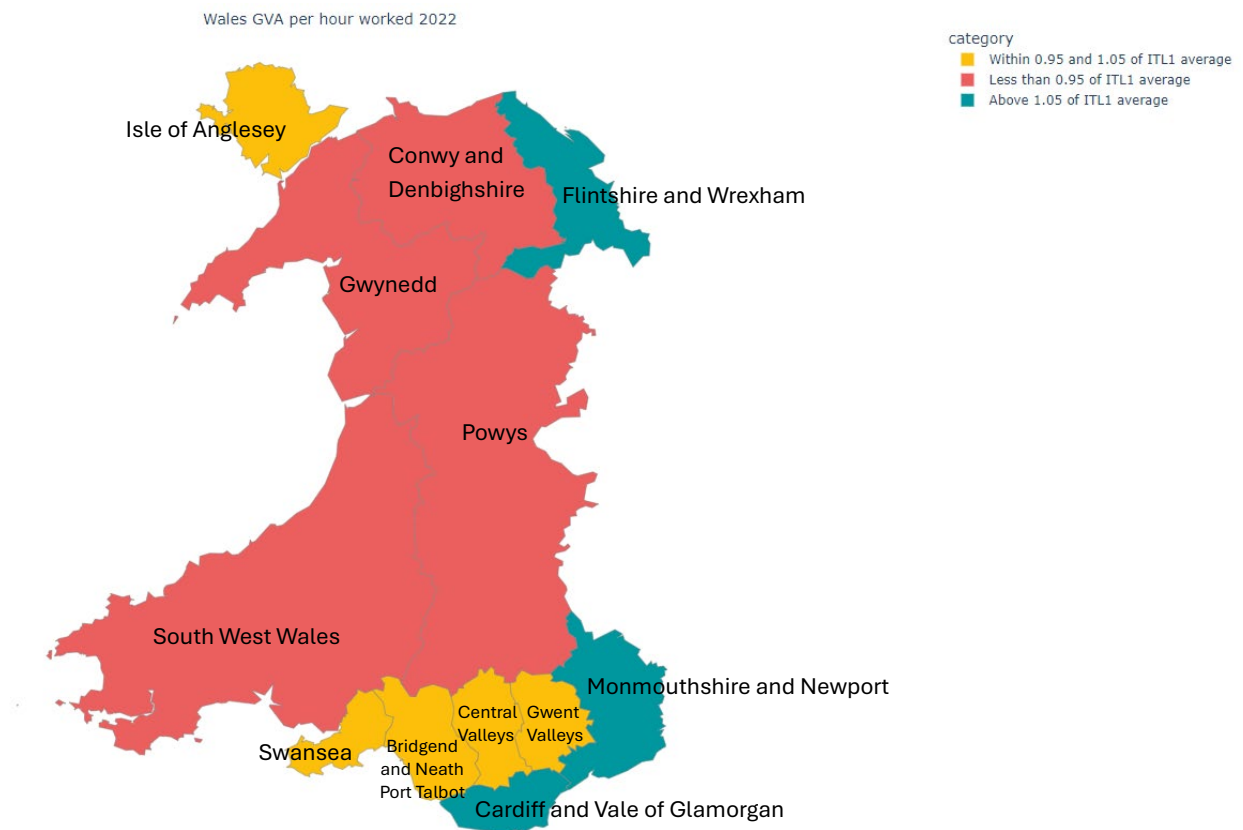 Wales GVA per hour worked 2022
category
Within 0.95 and 1.05 of ITL1 average
Less than 0.95 of ITL1 average
Above 1.05 of ITL1 average
Isle of Anglesey
Conwy and
Denbighshire
Flintshire and Wrexham
Gwynedd
Powys
South West Wales
Monmouthshire and Newport
Swansea
Bridgend
and Neath
Port Talbot
Central
Valleys
Gwent
Valleys
Cardiff and Vale of Glamorgan